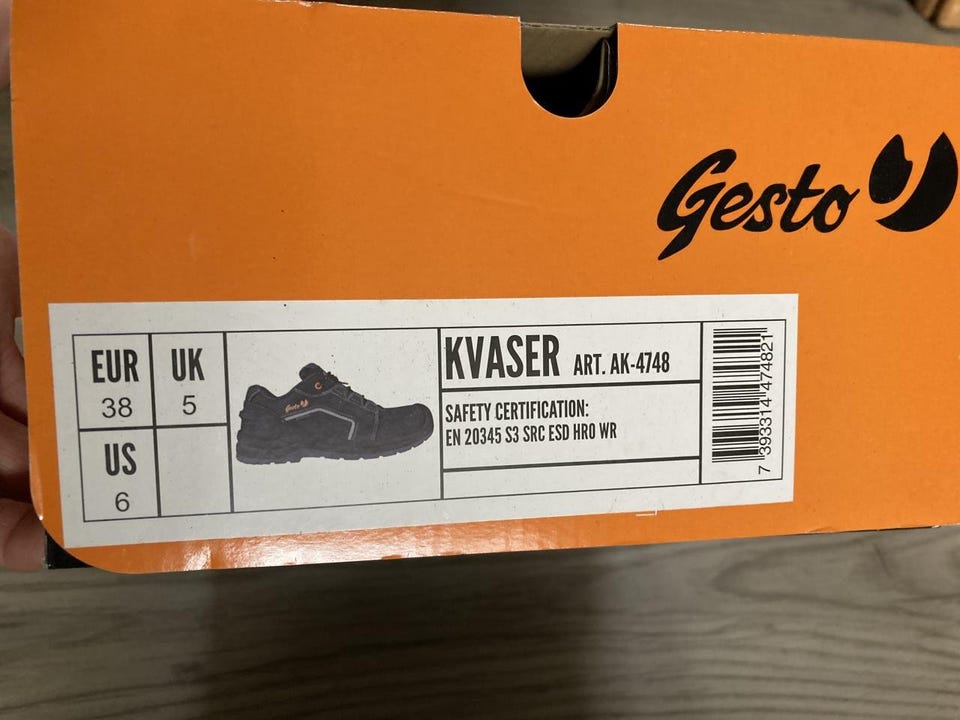 Gesto
EUR
38
UK
5
US
6
Gesto
KVASER ART. AK-4748
SAFETY CERTIFICATION:
EN 20345 S3 SRC ESD HRO WR
7 393314 474821